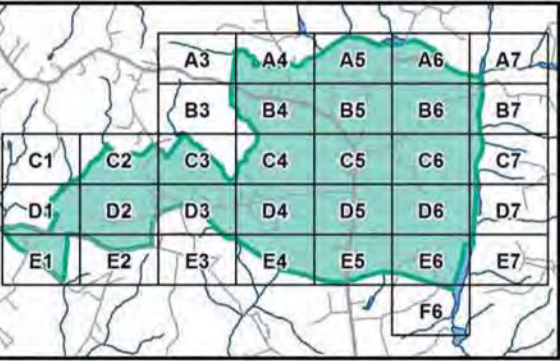 A3 A4 A5 A6 A7
B3 B4 B5 B6 B7
C1 C2 C3 C4 C5 C6 C7
D1 D2 D3 D4 D5 D6 D7
E1 E2 E3 E4 E5 E6 E7
F6